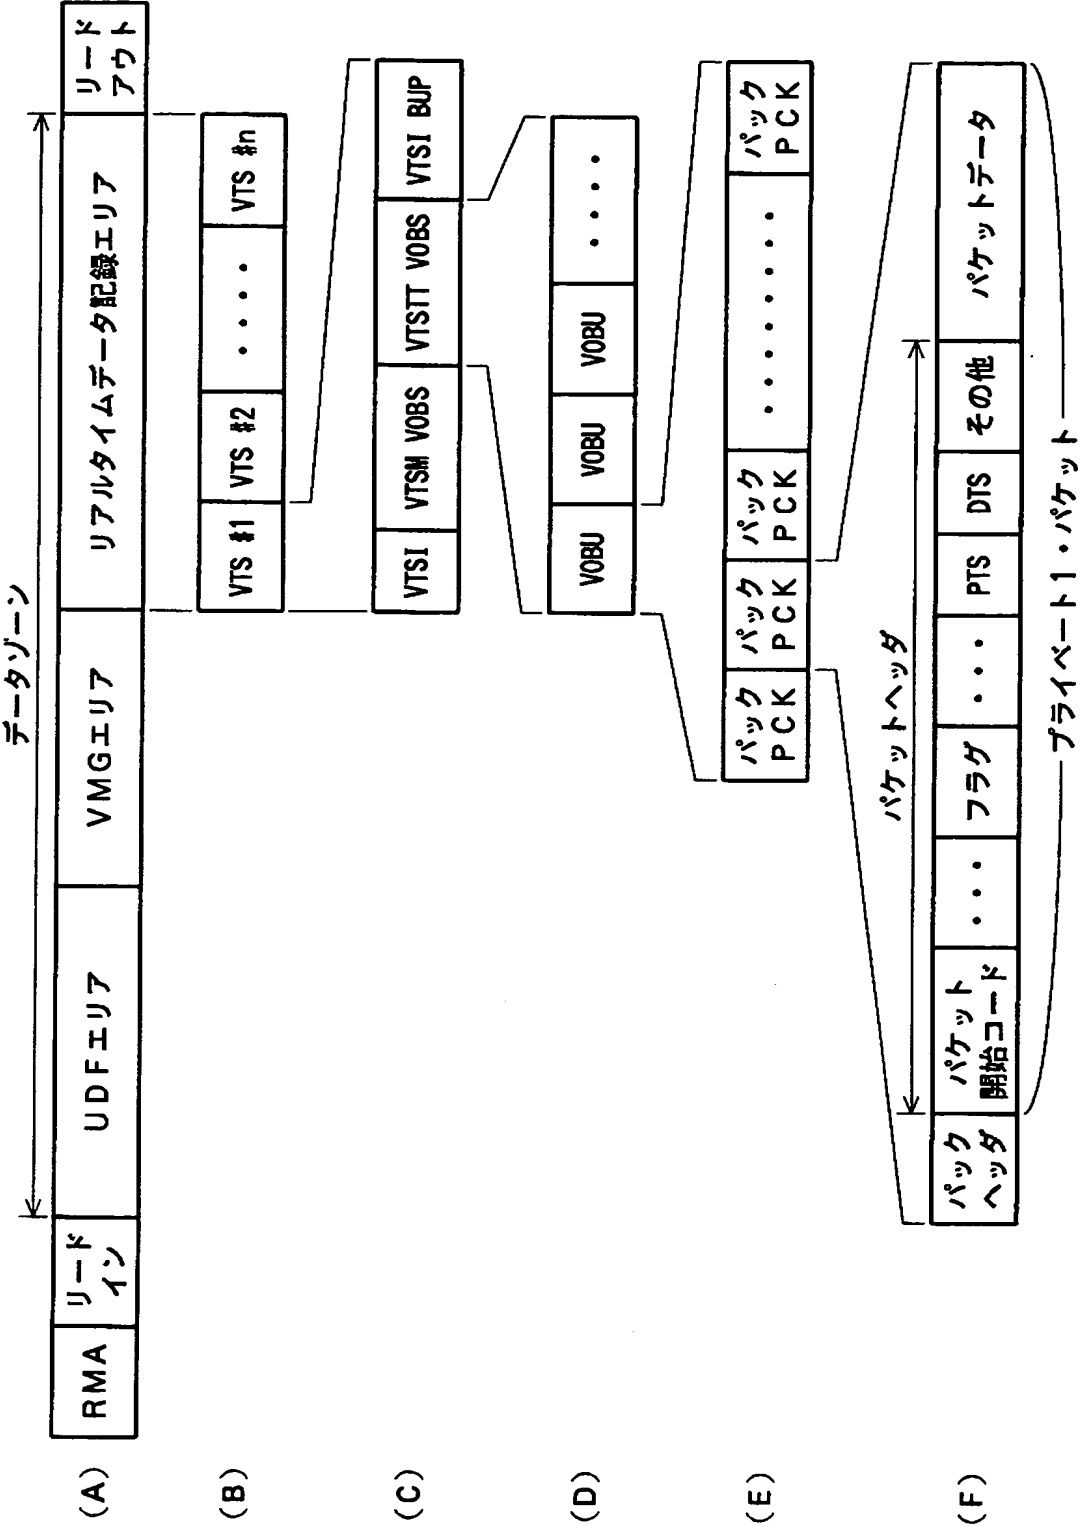 データゾーン
(A)
RMA
リード
イン
UDFエリア
VMGエリア
リアルタイムデータ記録エリア
リード
アウト
(B)
VTS #1
VTS #2
・・・・
VTS #n
(C)
VTSI
VTSM VOBS
VTSTT VOBS
VTSI BUP
(D)
VOBU
VOBU
VOBU
・・・・
(E)
パック
PCK
パック
PCK
パック
PCK
・・・・・・・・
パック
PCK
パケットヘッダ
(F)
パック
ヘッダ
パケット
開始コード
・・・
フラグ
・・・
PTS
DTS
その他
パケットデータ
プライベート1・パケット